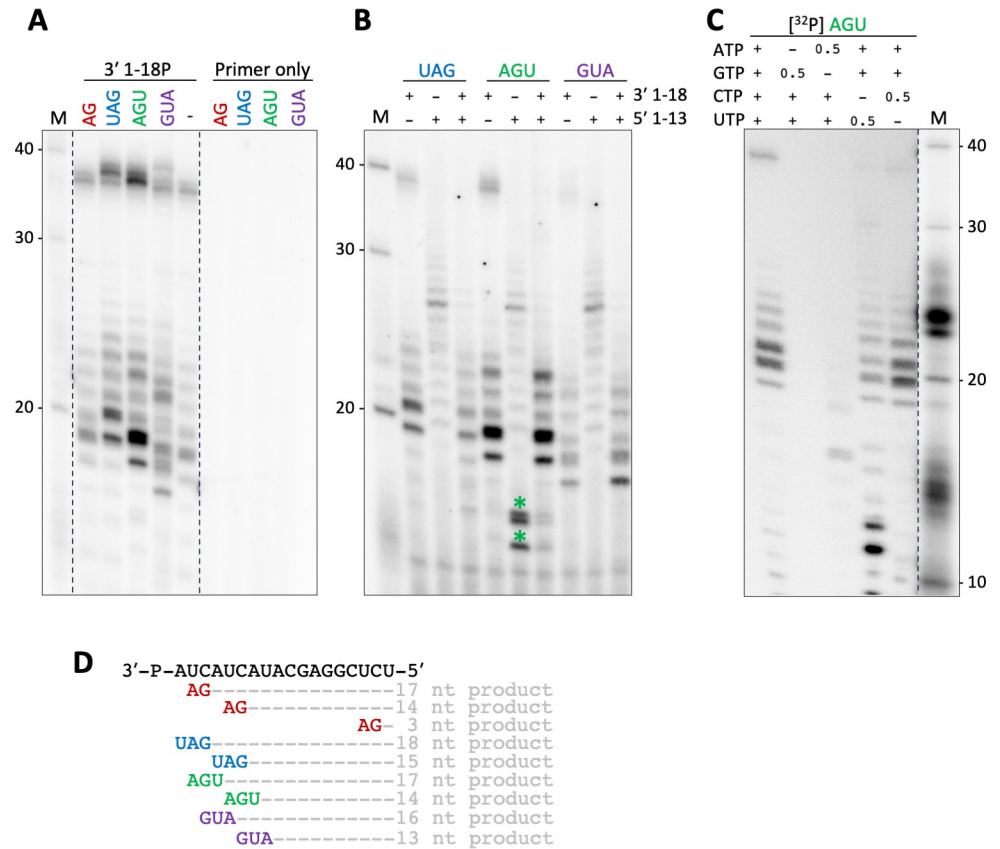 A
3′ 1-18P
Primer only
M AG UAG AGU GUA - AG UAG AGU GUA
40
30
20
B
UAG AGU GUA
+ – + + – + + – + 3′ 1-18
M – + + – + + – + + 5′ 1-13
40
30
20
*
*
C
[³²P] AGU
ATP + – 0.5 + +
GTP + 0.5 – + +
CTP + + + – 0.5
UTP + + + 0.5 – M
40
30
20
10
D
3′-P-AUCAUCAUACGAGGCUCU-5′
AG---------------17 nt product
AG------------14 nt product
AG- 3 nt product
UAG---------------18 nt product
UAG------------15 nt product
AGU--------------17 nt product
AGU-----------14 nt product
GUA-------------16 nt product
GUA----------13 nt product